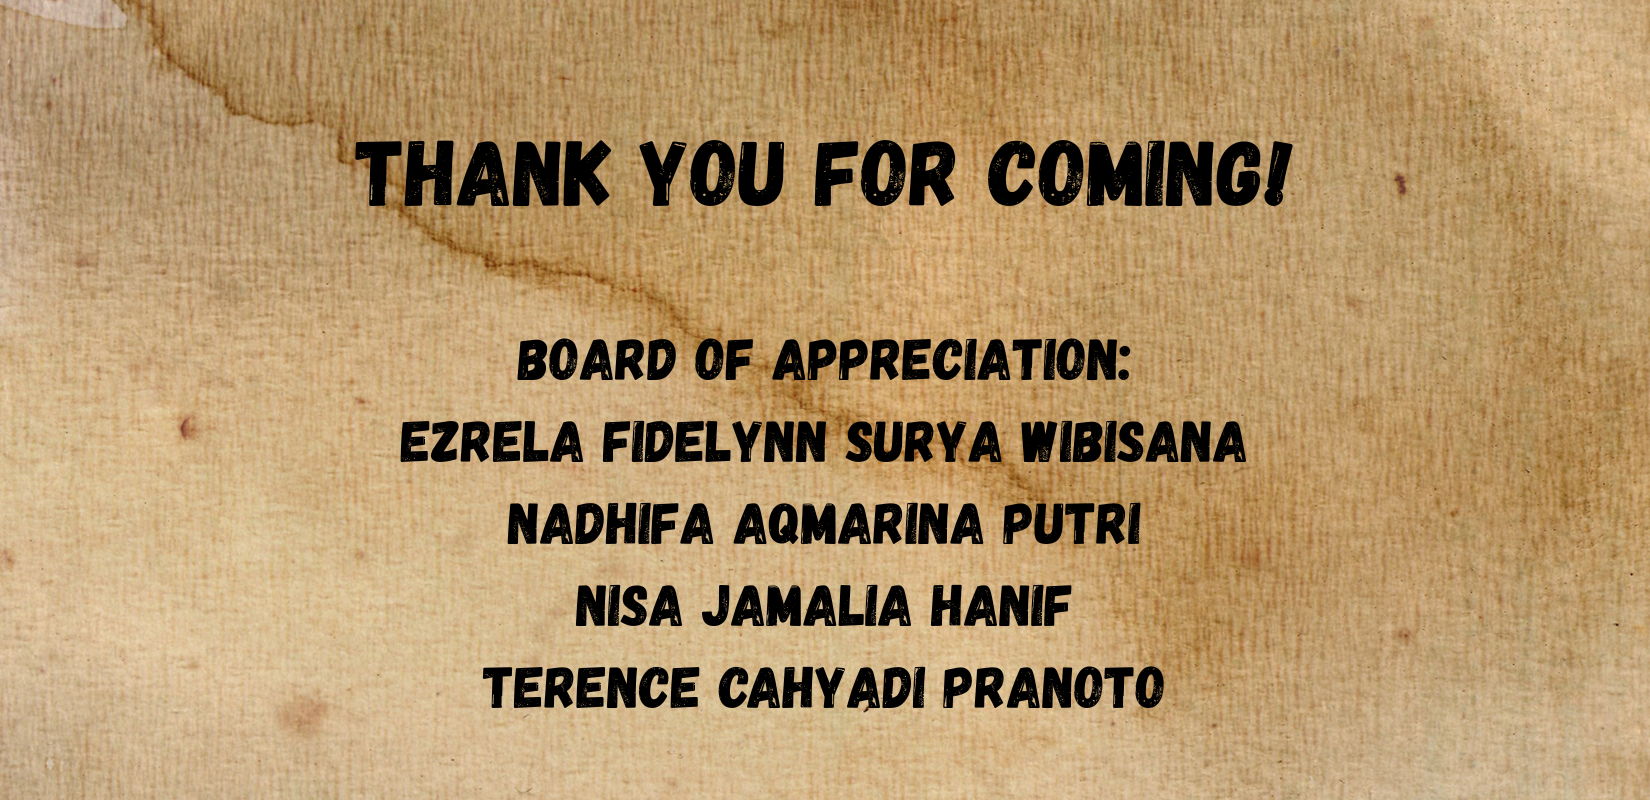 THANK YOU FOR COMING!
BOARD OF APPRECIATION:
EZRELA FIDELYNN SURYA WIBISANA
NADHIFA AQMARINA PUTRI
NISA JAMALIA HANIF
TERENCE CAHYADI PRANOTO